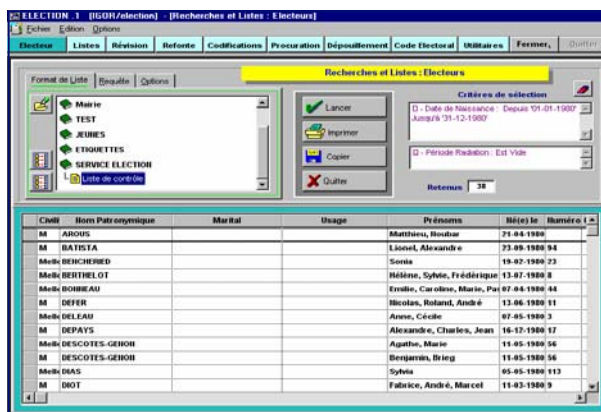 ELECTION .1 [IGOR/election] - [Recherches et Listes : Electeurs]
Fichier Edition Options
Electeur Listes Révision Refonte Codifications Procuration Dépouillement Code Electoral Utilitaires Fermer, Quitter
Recherches et Listes : Electeurs
Format de Liste Requête Options
Mairie
TEST
JEUNES
ETIQUETTES
SERVICE ELECTION
Liste de contrôle
Lancer
Imprimer
Copier
Quitter
Critères de sélection
D - Date de Naissance : Depuis '01-01-1980'
Jusqu'à '31-12-1980'
D - Période Radiation : Est Vide
Retenus 38
Civili Nom Patronymique Marital Usage Prénoms Né(e) le Numéro
M AROUS Matthieu, Noubar 21-04-1980
M BATISTA Lionel, Alexandre 23-09-1980 94
Melle BENCHERIED Sonia 19-02-1980 23
Melle BERTHELOT Hélène, Sylvie, Frédérique 13-07-1980 8
Melle BONNEAU Emilie, Caroline, Marie, Pas 07-04-1980 44
M DEFER Nicolas, Roland, André 13-06-1980 11
Melle DELEAU Anne, Cécile 07-05-1980 3
M DEPAYS Alexandre, Charles, Jean 16-12-1980 17
Melle DESCOTES-GENON Agathe, Marie 11-05-1980 56
M DESCOTES-GENON Benjamin, Brieg 11-05-1980 56
Melle DIAS Sylvia 05-05-1980 113
M DIOT Fabrice, André, Marcel 11-03-1980 9